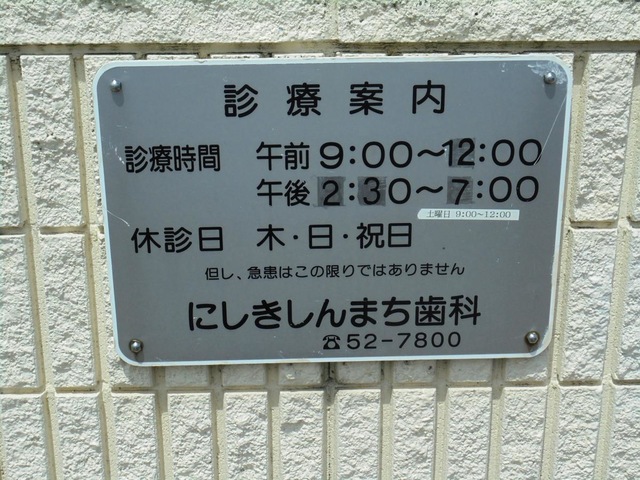 診療案内
診療時間 午前9:00～12:00
午後2:30～7:00
土曜日 9:00～12:00
休診日 木・日・祝日
但し、急患はこの限りではありません
にしきしんまち歯科
☎52-7800